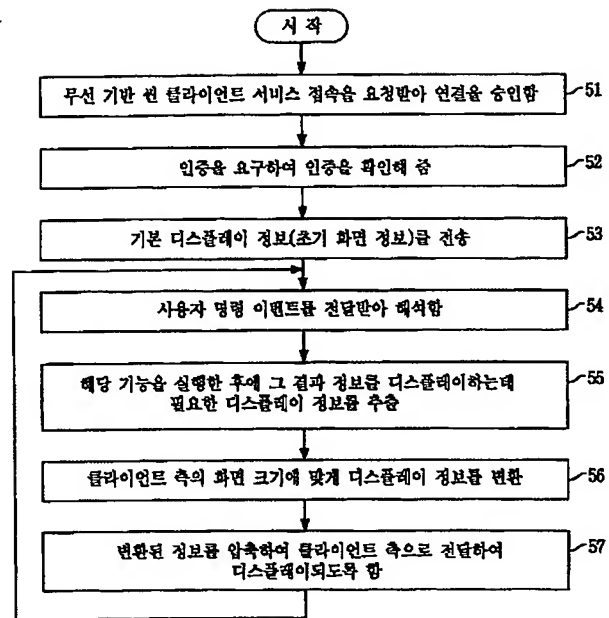 시 작
무선 기반 씬 클라이언트 서비스 접속을 요청받아 연결을 승인함 51
인증을 요구하여 인증을 확인해 줌 52
기본 디스플레이 정보(초기 화면 정보)를 전송 53
사용자 명령 이벤트를 전달받아 해석함 54
해당 기능을 실행한 후에 그 결과 정보를 디스플레이하는데
필요한 디스플레이 정보를 추출 55
클라이언트 측의 화면 크기에 맞게 디스플레이 정보를 변환 56
변환된 정보를 압축하여 클라이언트 측으로 전달하여
디스플레이되도록 함 57